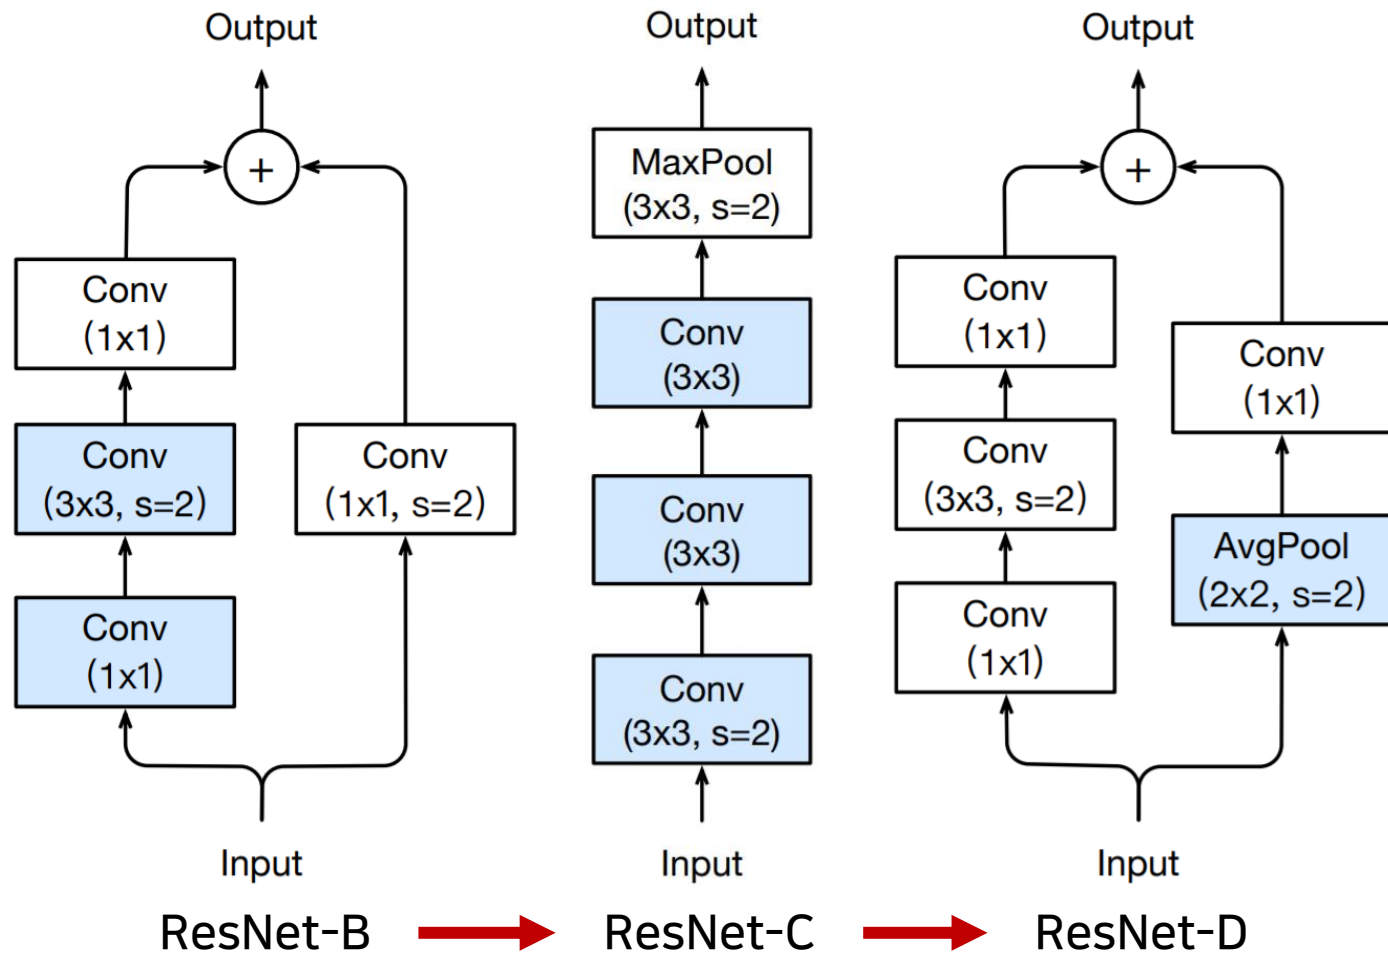 Output
+
Conv
(1x1)
Conv
(3x3, s=2)
Conv
(1x1, s=2)
Conv
(1x1)
Input
ResNet-B
Output
MaxPool
(3x3, s=2)
Conv
(3x3)
Conv
(3x3)
Conv
(3x3, s=2)
Input
ResNet-C
Output
+
Conv
(1x1)
Conv
(1x1)
Conv
(3x3, s=2)
AvgPool
(2x2, s=2)
Conv
(1x1)
Input
ResNet-D